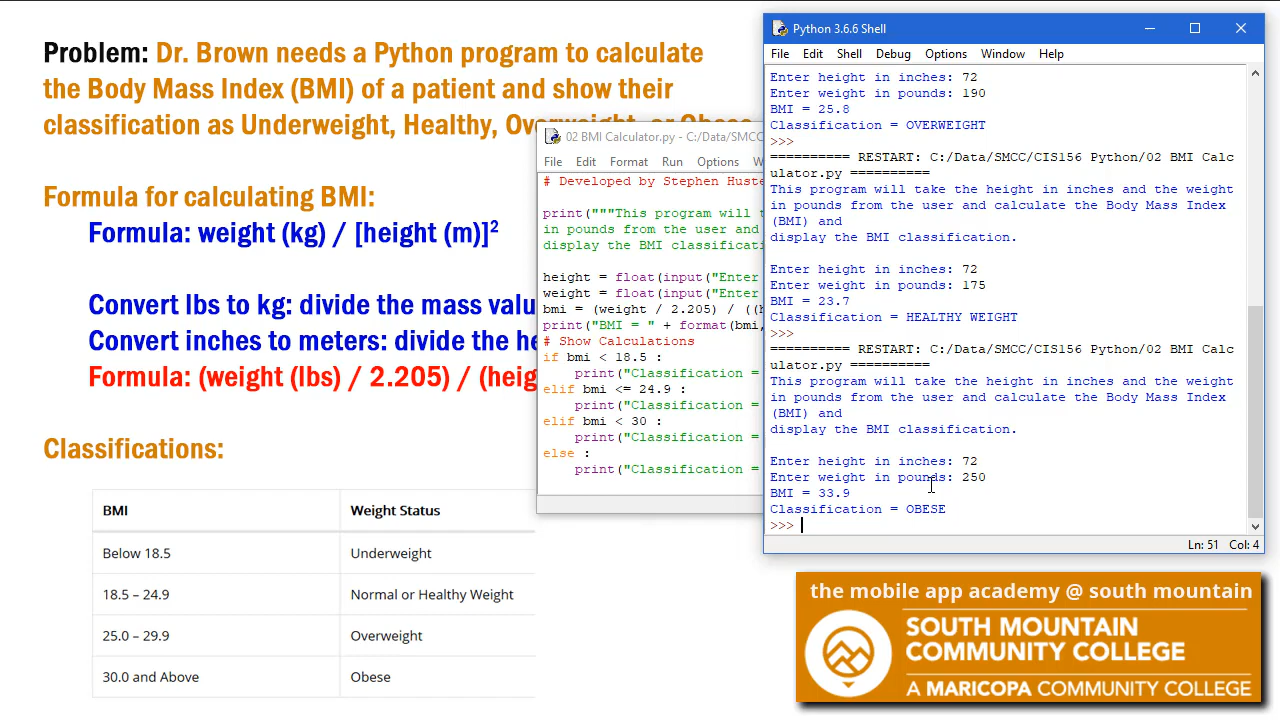 Problem: Dr. Brown needs a Python program to calculate
the Body Mass Index (BMI) of a patient and show their
classification as Underweight, Healthy, Overweight, or Obese
Formula for calculating BMI:
Formula: weight (kg) / [height (m)]²
Convert lbs to kg: divide the mass valu
Convert inches to meters: divide the he
Formula: (weight (lbs) / 2.205) / (heig
Classifications:
BMI Weight Status
Below 18.5 Underweight
18.5 – 24.9 Normal or Healthy Weight
25.0 – 29.9 Overweight
30.0 and Above Obese
02 BMI Calculator.py - C:/Data/SMCC/
File Edit Format Run Options W
# Developed by Stephen Huste
print("""This program will t
in pounds from the user and
display the BMI classificati
height = float(input("Enter
weight = float(input("Enter
bmi = (weight / 2.205) / ((h
print("BMI = " + format(bmi,
# Show Calculations
if bmi < 18.5 :
print("Classification =
elif bmi <= 24.9 :
print("Classification =
elif bmi < 30 :
print("Classification =
else :
print("Classification =
Python 3.6.6 Shell
File Edit Shell Debug Options Window Help
Enter height in inches: 72
Enter weight in pounds: 190
BMI = 25.8
Classification = OVERWEIGHT
>>>
========== RESTART: C:/Data/SMCC/CIS156 Python/02 BMI Calc
ulator.py ==========
This program will take the height in inches and the weight
in pounds from the user and calculate the Body Mass Index
(BMI) and
display the BMI classification.
Enter height in inches: 72
Enter weight in pounds: 175
BMI = 23.7
Classification = HEALTHY WEIGHT
>>>
========== RESTART: C:/Data/SMCC/CIS156 Python/02 BMI Calc
ulator.py ==========
This program will take the height in inches and the weight
in pounds from the user and calculate the Body Mass Index
(BMI) and
display the BMI classification.
Enter height in inches: 72
Enter weight in pounds: 250
BMI = 33.9
Classification = OBESE
>>>
Ln: 51 Col: 4
the mobile app academy @ south mountain
SOUTH MOUNTAIN
COMMUNITY COLLEGE
A MARICOPA COMMUNITY COLLEGE